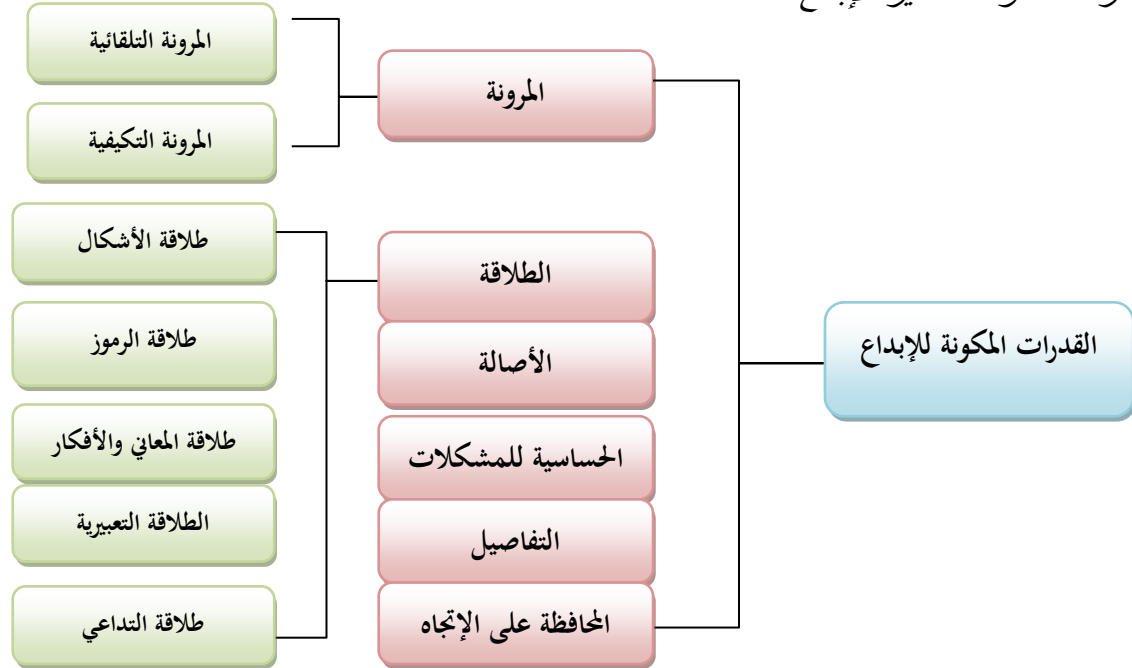 القدرات المكونة للإبداع
المرونة
المرونة التلقائية
المرونة التكيفية
الطلاقة
طلاقة الأشكال
طلاقة الرموز
طلاقة المعاني والأفكار
الطلاقة التعبيرية
طلاقة التداعي
الأصالة
الحساسية للمشكلات
التفاصيل
المحافظة على الإتجاه